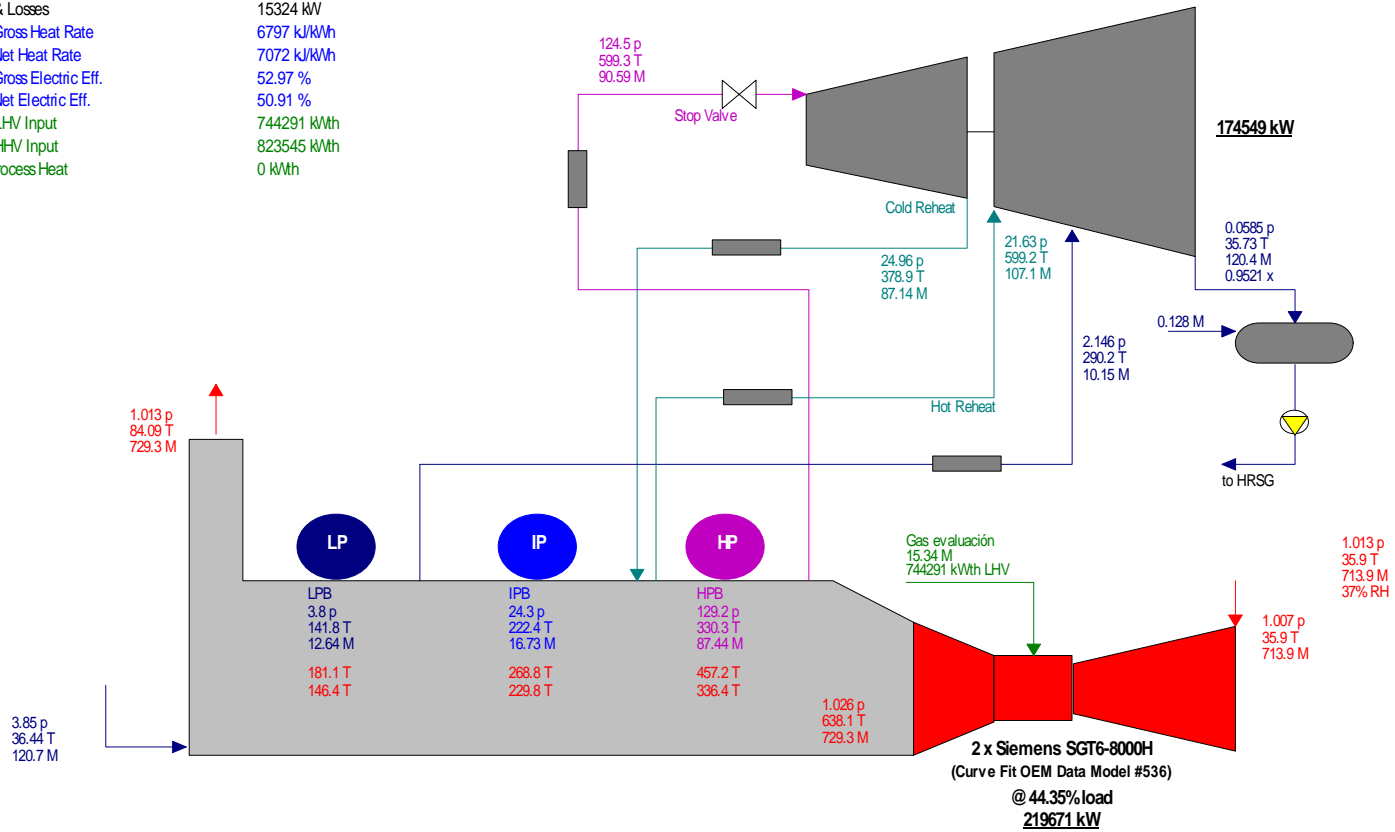 & Losses 15324 kW
Gross Heat Rate 6797 kJ/kWh
Net Heat Rate 7072 kJ/kWh
Gross Electric Eff. 52.97 %
Net Electric Eff. 50.91 %
LHV Input 744291 kWth
HHV Input 823545 kWth
rocess Heat 0 kWth
124.5 p
599.3 T
90.59 M
Stop Valve
174549 kW
Cold Reheat
24.96 p
378.9 T
87.14 M
21.63 p
599.2 T
107.1 M
0.0585 p
35.73 T
120.4 M
0.9521 x
0.128 M
2.146 p
290.2 T
10.15 M
Hot Reheat
to HRSG
1.013 p
84.09 T
729.3 M
LP
IP
HP
LPB
3.8 p
141.8 T
12.64 M
181.1 T
146.4 T
IPB
24.3 p
222.4 T
16.73 M
268.8 T
229.8 T
HPB
129.2 p
330.3 T
87.44 M
457.2 T
336.4 T
Gas evaluación
15.34 M
744291 kWth LHV
1.013 p
35.9 T
713.9 M
37% RH
1.007 p
35.9 T
713.9 M
1.026 p
638.1 T
729.3 M
3.85 p
36.44 T
120.7 M
2 x Siemens SGT6-8000H
(Curve Fit OEM Data Model #536)
@ 44.35% load
219671 kW